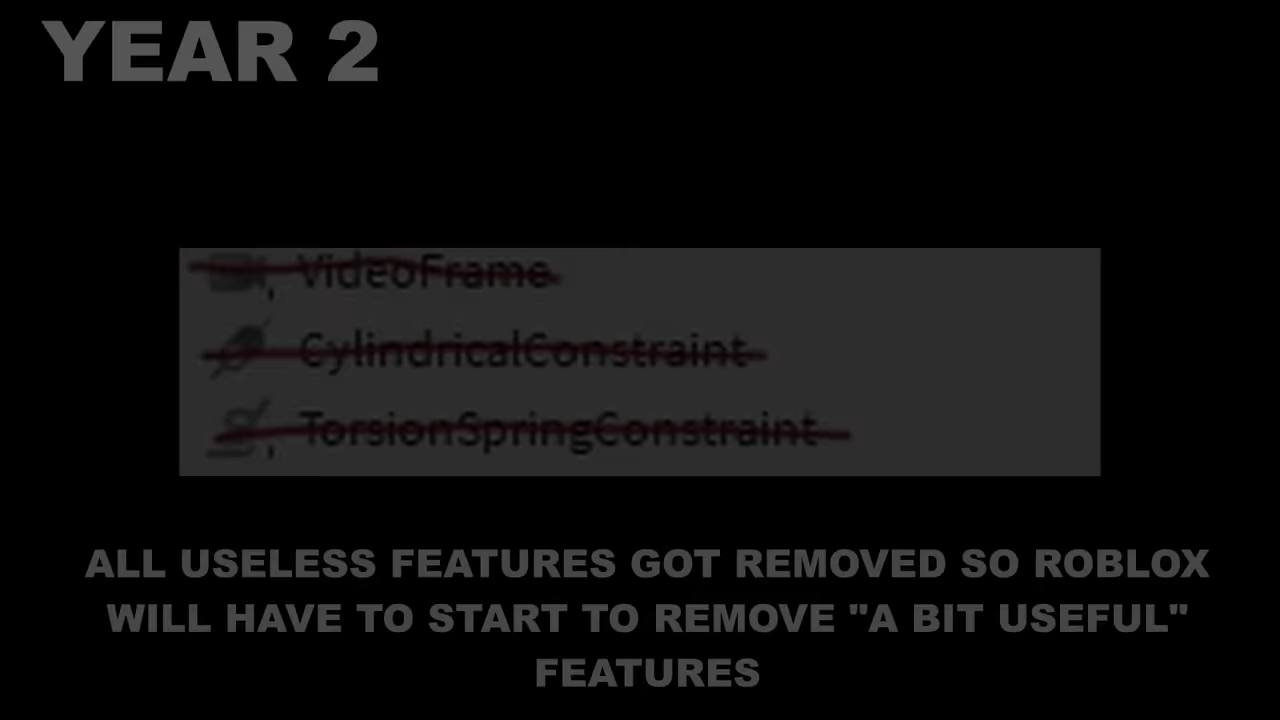 YEAR 2
VideoFrame
CylindricalConstraint
TorsionSpringConstraint
ALL USELESS FEATURES GOT REMOVED SO ROBLOX
WILL HAVE TO START TO REMOVE "A BIT USEFUL"
FEATURES